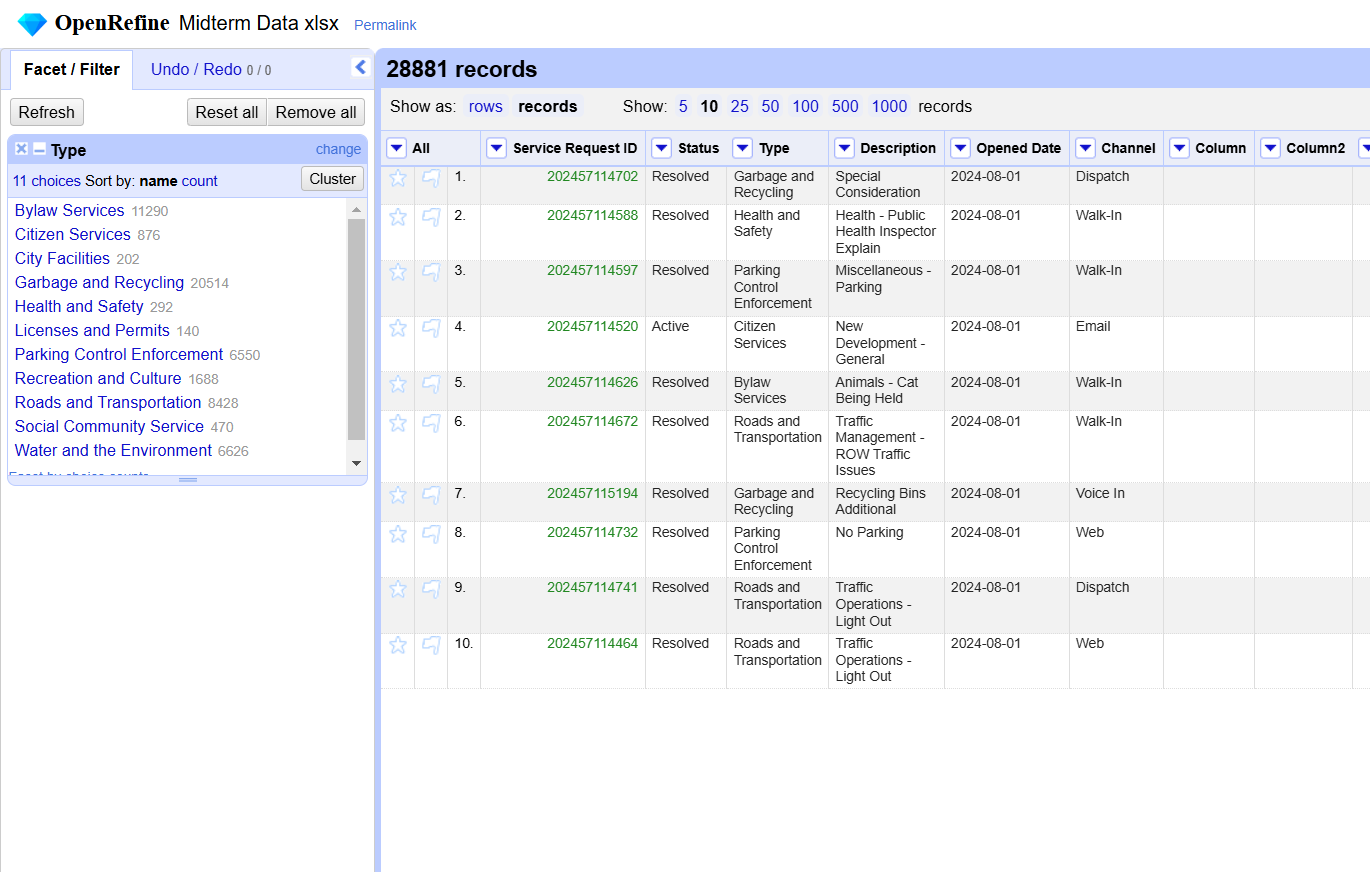 OpenRefine Midterm Data xlsx Permalink
Facet / Filter Undo / Redo 0 / 0
Refresh Reset all Remove all
Type change
11 choices Sort by: name count Cluster
Bylaw Services 11290
Citizen Services 876
City Facilities 202
Garbage and Recycling 20514
Health and Safety 292
Licenses and Permits 140
Parking Control Enforcement 6550
Recreation and Culture 1688
Roads and Transportation 8428
Social Community Service 470
Water and the Environment 6626
Facet by choice counts
28881 records
Show as: rows records Show: 5 10 25 50 100 500 1000 records
All Service Request ID Status Type Description Opened Date Channel Column Column2
1. 202457114702 Resolved Garbage and Special 2024-08-01 Dispatch
Recycling Consideration
2. 202457114588 Resolved Health and Health - Public 2024-08-01 Walk-In
Safety Health Inspector
Explain
3. 202457114597 Resolved Parking Miscellaneous - 2024-08-01 Walk-In
Control Parking
Enforcement
4. 202457114520 Active Citizen New 2024-08-01 Email
Services Development -
General
5. 202457114626 Resolved Bylaw Animals - Cat 2024-08-01 Walk-In
Services Being Held
6. 202457114672 Resolved Roads and Traffic 2024-08-01 Walk-In
Transportation Management -
ROW Traffic
Issues
7. 202457115194 Resolved Garbage and Recycling Bins 2024-08-01 Voice In
Recycling Additional
8. 202457114732 Resolved Parking No Parking 2024-08-01 Web
Control
Enforcement
9. 202457114741 Resolved Roads and Traffic 2024-08-01 Dispatch
Transportation Operations -
Light Out
10. 202457114464 Resolved Roads and Traffic 2024-08-01 Web
Transportation Operations -
Light Out